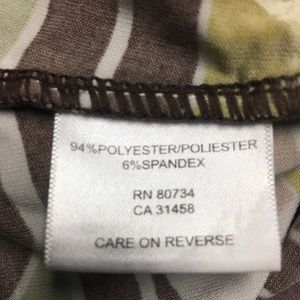 94%POLYESTER/POLIESTER
6%SPANDEX
RN 80734
CA 31458
CARE ON REVERSE